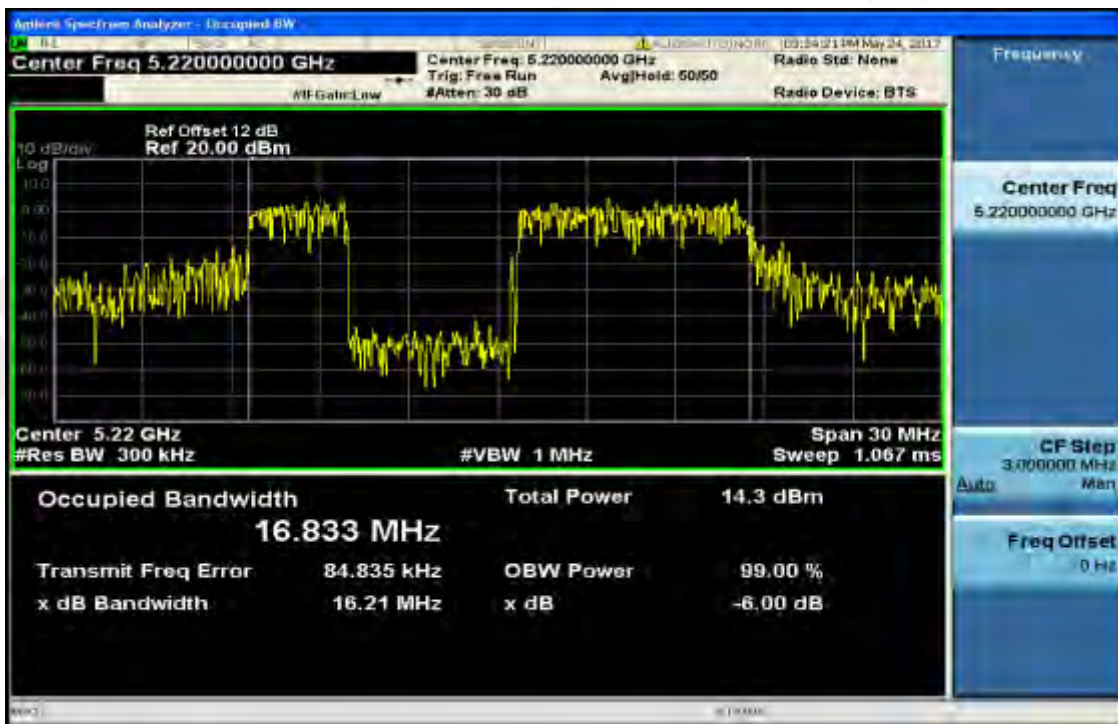 Agilent Spectrum Analyzer - Occupied BW
Center Freq 5.220000000 GHz
Center Freq: 5.220000000 GHz
Radio Std: None
Trig: Free Run
Avg|Hold: 50/50
#IFGain:Low
#Atten: 30 dB
Radio Device: BTS
Ref Offset 12 dB
10 dB/div
Ref 20.00 dBm
Log
10.0
0.00
Center 5.22 GHz
Span 30 MHz
#Res BW 300 kHz
#VBW 1 MHz
Sweep 1.067 ms
Occupied Bandwidth
16.833 MHz
Total Power
14.3 dBm
Transmit Freq Error
84.835 kHz
OBW Power
99.00 %
x dB Bandwidth
16.21 MHz
x dB
-6.00 dB
Frequency
Center Freq
5.220000000 GHz
CF Step
3.000000 MHz
Auto
Man
Freq Offset
0 Hz